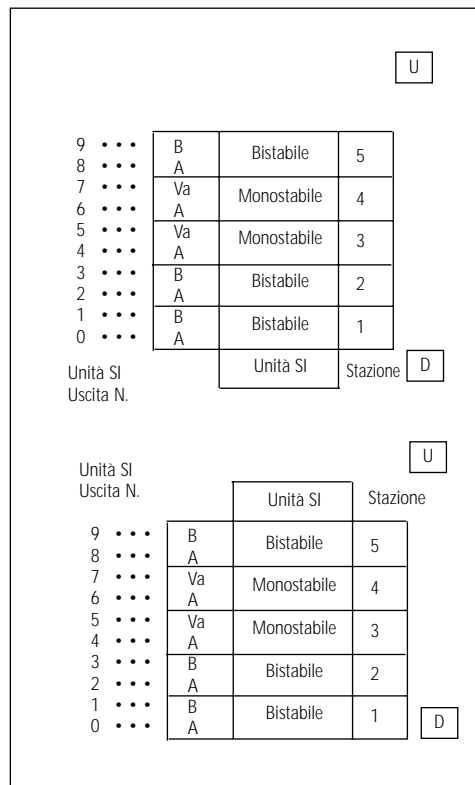 U
9 • • • B Bistabile 5
8 • • • A
7 • • • Va Monostabile 4
6 • • • A
5 • • • Va Monostabile 3
4 • • • A
3 • • • B Bistabile 2
2 • • • A
1 • • • B Bistabile 1
0 • • • A
Unità SI Unità SI Stazione D
Uscita N.
U
Unità SI
Uscita N. Unità SI Stazione
9 • • • B Bistabile 5
8 • • • A
7 • • • Va Monostabile 4
6 • • • A
5 • • • Va Monostabile 3
4 • • • A
3 • • • B Bistabile 2
2 • • • A
1 • • • B Bistabile 1 D
0 • • • A